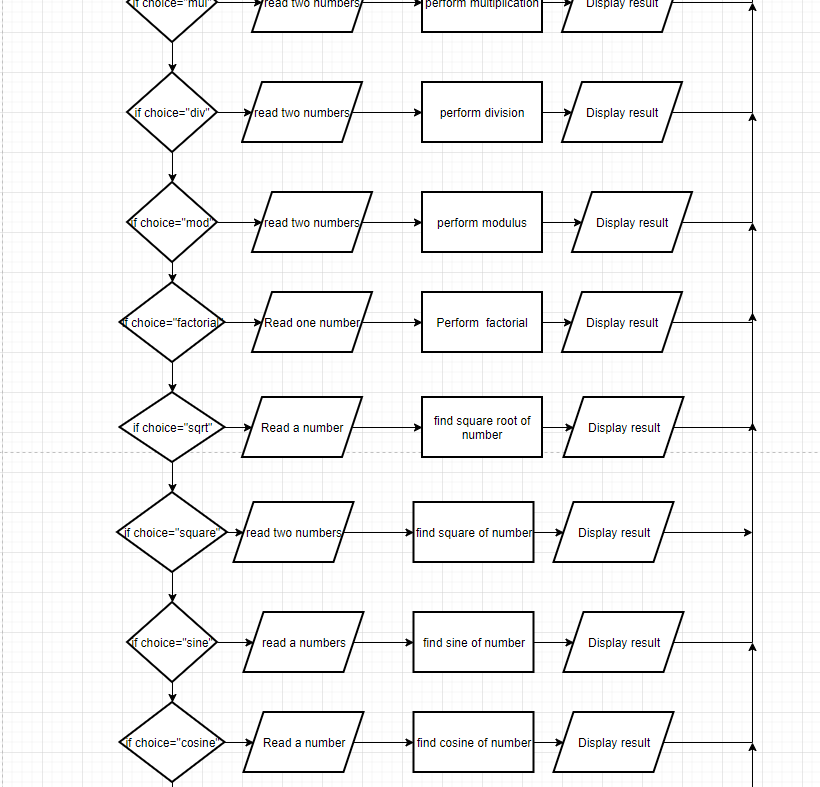 if choice="mul"
read two numbers
perform multiplication
Display result
if choice="div"
read two numbers
perform division
Display result
if choice="mod"
read two numbers
perform modulus
Display result
if choice="factorial"
Read one number
Perform  factorial
Display result
if choice="sqrt"
Read a number
find square root of
number
Display result
if choice="square"
read two numbers
find square of number
Display result
if choice="sine"
read a numbers
find sine of number
Display result
if choice="cosine"
Read a number
find cosine of number
Display result